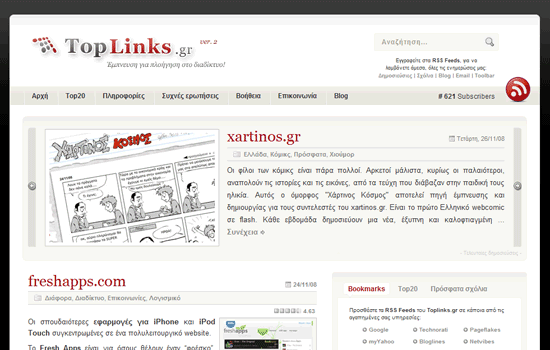 TopLinks.gr ver.2
Έμπνευση για πλοήγηση στο διαδίκτυο!
Αναζήτηση...
Εγγραφείτε στα RSS Feeds, για να
λαμβάνετε άμεσα, όλες τις ενημερώσεις μας.
Δημοσιεύσεις | Σχόλια | Blog | Email | Toolbar
Αρχή Top20 Πληροφορίες Συχνές ερωτήσεις Βοήθεια Επικοινωνία Blog # 621 Subscribers
ΧΑΡΤΙΝΟΣ ΚΟΣΜΟΣ
xartinos.gr
Τετάρτη, 26/11/08
Ελλάδα, Κόμικς, Πρόσφατα, Χιούμορ
Οι φίλοι των κόμικς είναι πάρα πολλοί. Αρκετοί μάλιστα, κυρίως οι παλαιότεροι,
αναπολούν τις ιστορίες και τις εικόνες, από τα τεύχη που διάβαζαν στην παιδική τους
ηλικία. Αυτός ο όμορφος "Χάρτινος Κόσμος" αποτελεί πηγή έμπνευσης και
δημιουργίας για τους συντελεστές του xartinos.gr. Είναι το πρώτο Ελληνικό webcomic
σε flash. Κάθε εβδομάδα δημοσιεύουν μια νέα, έξυπνη και καλοφτιαγμένη ...
Συνέχεια
freshapps.com
24/11/08
Διάφορα, Διαδίκτυο, Επικοινωνίες, Λογισμικό
4.63
Οι σπουδαιότερες εφαρμογές για iPhone και iPod
Touch συγκεντρωμένες σε ένα πολυλειτουργικό website.
Το Fresh Apps είναι για όσους θέλουν έναν "φρέσκο",
Bookmarks Top20 Πρόσφατα σχόλια
Προσθέστε τα RSS Feeds του Toplinks.gr σε κάποια από τις
αγαπημένες σας υπηρεσίες:
Google Technorati PageFlakes
myYahoo Bloglines Netvibes